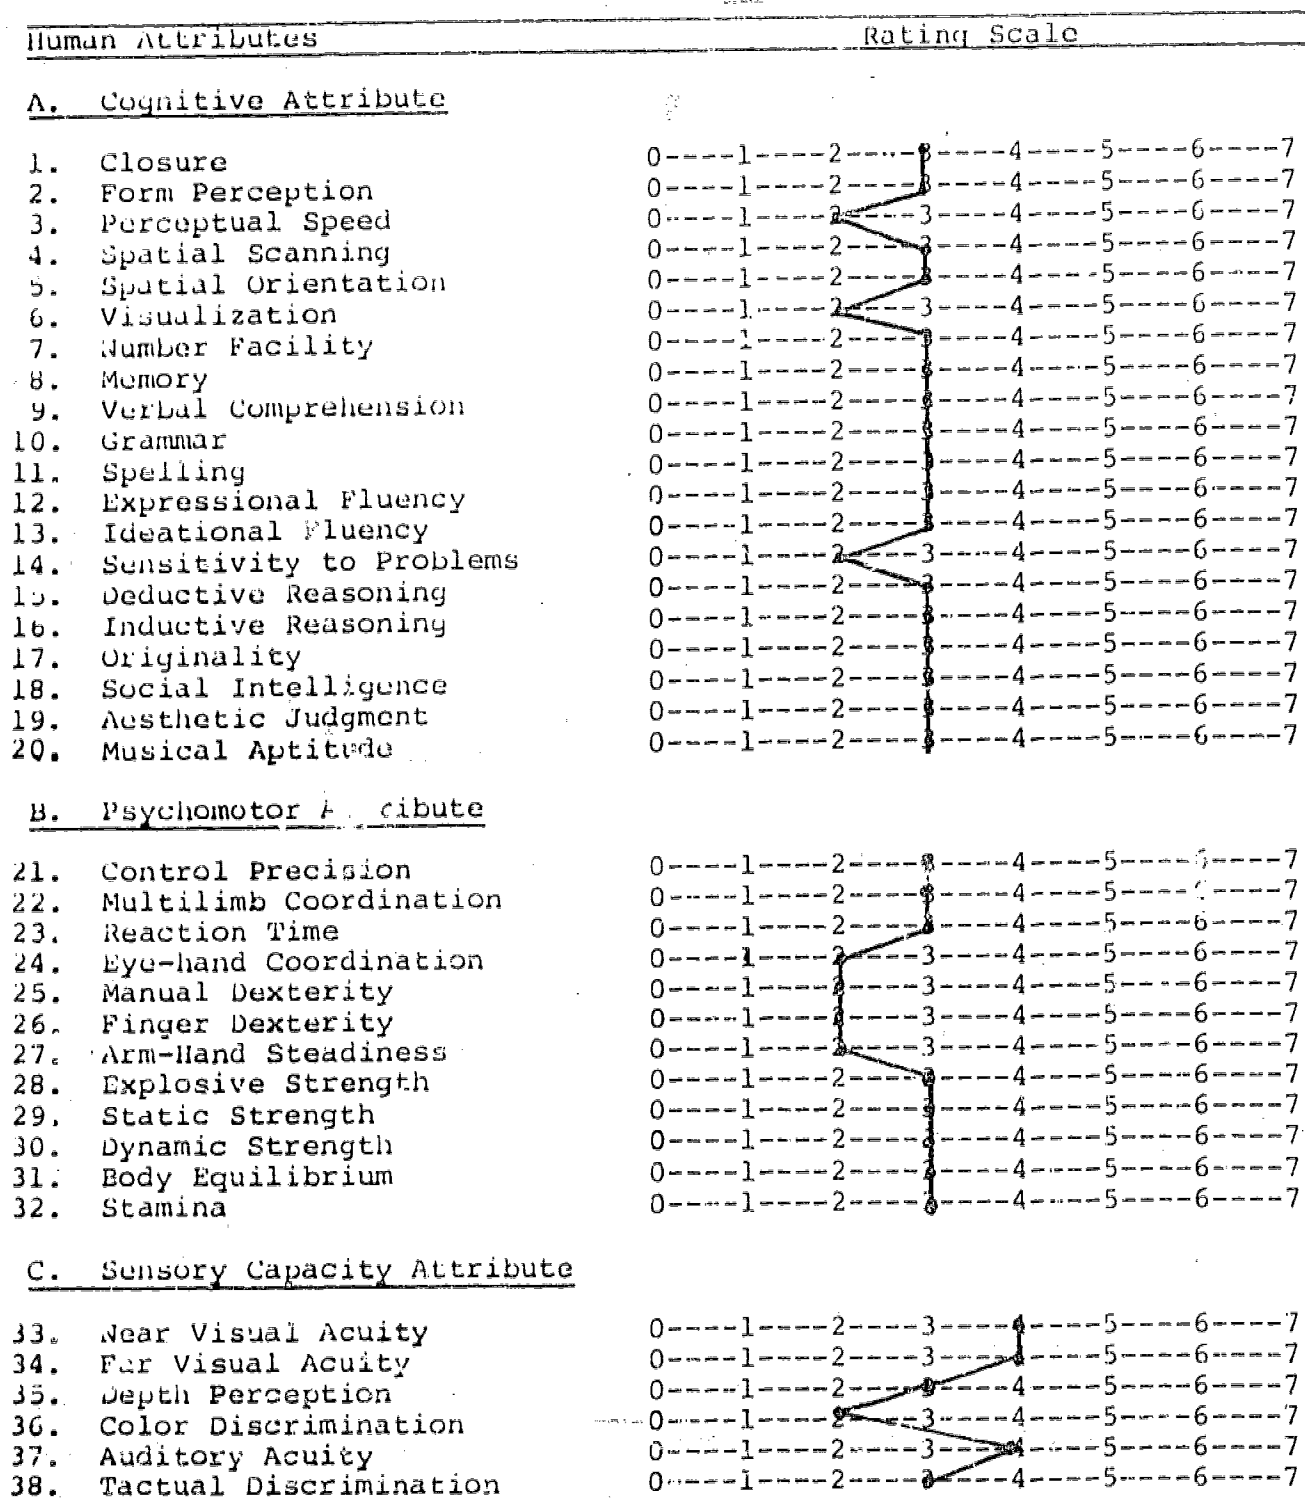 Human Attributes Rating Scale
A. Cognitive Attribute
1. Closure 0----1----2----3----4----5----6----7
2. Form Perception 0----1----2----3----4----5----6----7
3. Perceptual Speed 0----1----2----3----4----5----6----7
4. Spatial Scanning 0----1----2----3----4----5----6----7
5. Spatial Orientation 0----1----2----3----4----5----6----7
6. Visualization 0----1----2----3----4----5----6----7
7. Number Facility 0----1----2----3----4----5----6----7
8. Memory 0----1----2----3----4----5----6----7
9. Verbal Comprehension 0----1----2----3----4----5----6----7
10. Grammar 0----1----2----3----4----5----6----7
11. Spelling 0----1----2----3----4----5----6----7
12. Expressional Fluency 0----1----2----3----4----5----6----7
13. Ideational Fluency 0----1----2----3----4----5----6----7
14. Sensitivity to Problems 0----1----2----3----4----5----6----7
15. Deductive Reasoning 0----1----2----3----4----5----6----7
16. Inductive Reasoning 0----1----2----3----4----5----6----7
17. Originality 0----1----2----3----4----5----6----7
18. Social Intelligence 0----1----2----3----4----5----6----7
19. Aesthetic Judgment 0----1----2----3----4----5----6----7
20. Musical Aptitude 0----1----2----3----4----5----6----7
B. Psychomotor
21. Control Precision 0----1----2----3----4----5----6----7
22. Multilimb Coordination 0----1----2----3----4----5----6----7
23. Reaction Time 0----1----2----3----4----5----6----7
24. Eye-hand Coordination 0----1----2----3----4----5----6----7
25. Manual Dexterity 0----1----2----3----4----5----6----7
26. Finger Dexterity 0----1----2----3----4----5----6----7
27. Arm-Hand Steadiness 0----1----2----3----4----5----6----7
28. Explosive Strength 0----1----2----3----4----5----6----7
29. Static Strength 0----1----2----3----4----5----6----7
30. Dynamic Strength 0----1----2----3----4----5----6----7
31. Body Equilibrium 0----1----2----3----4----5----6----7
32. Stamina 0----1----2----3----4----5----6----7
C. Sensory Capacity Attribute
33. Near Visual Acuity 0----1----2----3----4----5----6----7
34. Far Visual Acuity 0----1----2----3----4----5----6----7
35. Depth Perception 0----1----2----3----4----5----6----7
36. Color Discrimination 0----1----2----3----4----5----6----7
37. Auditory Acuity 0----1----2----3----4----5----6----7
38. Tactual Discrimination 0----1----2----3----4----5----6----7